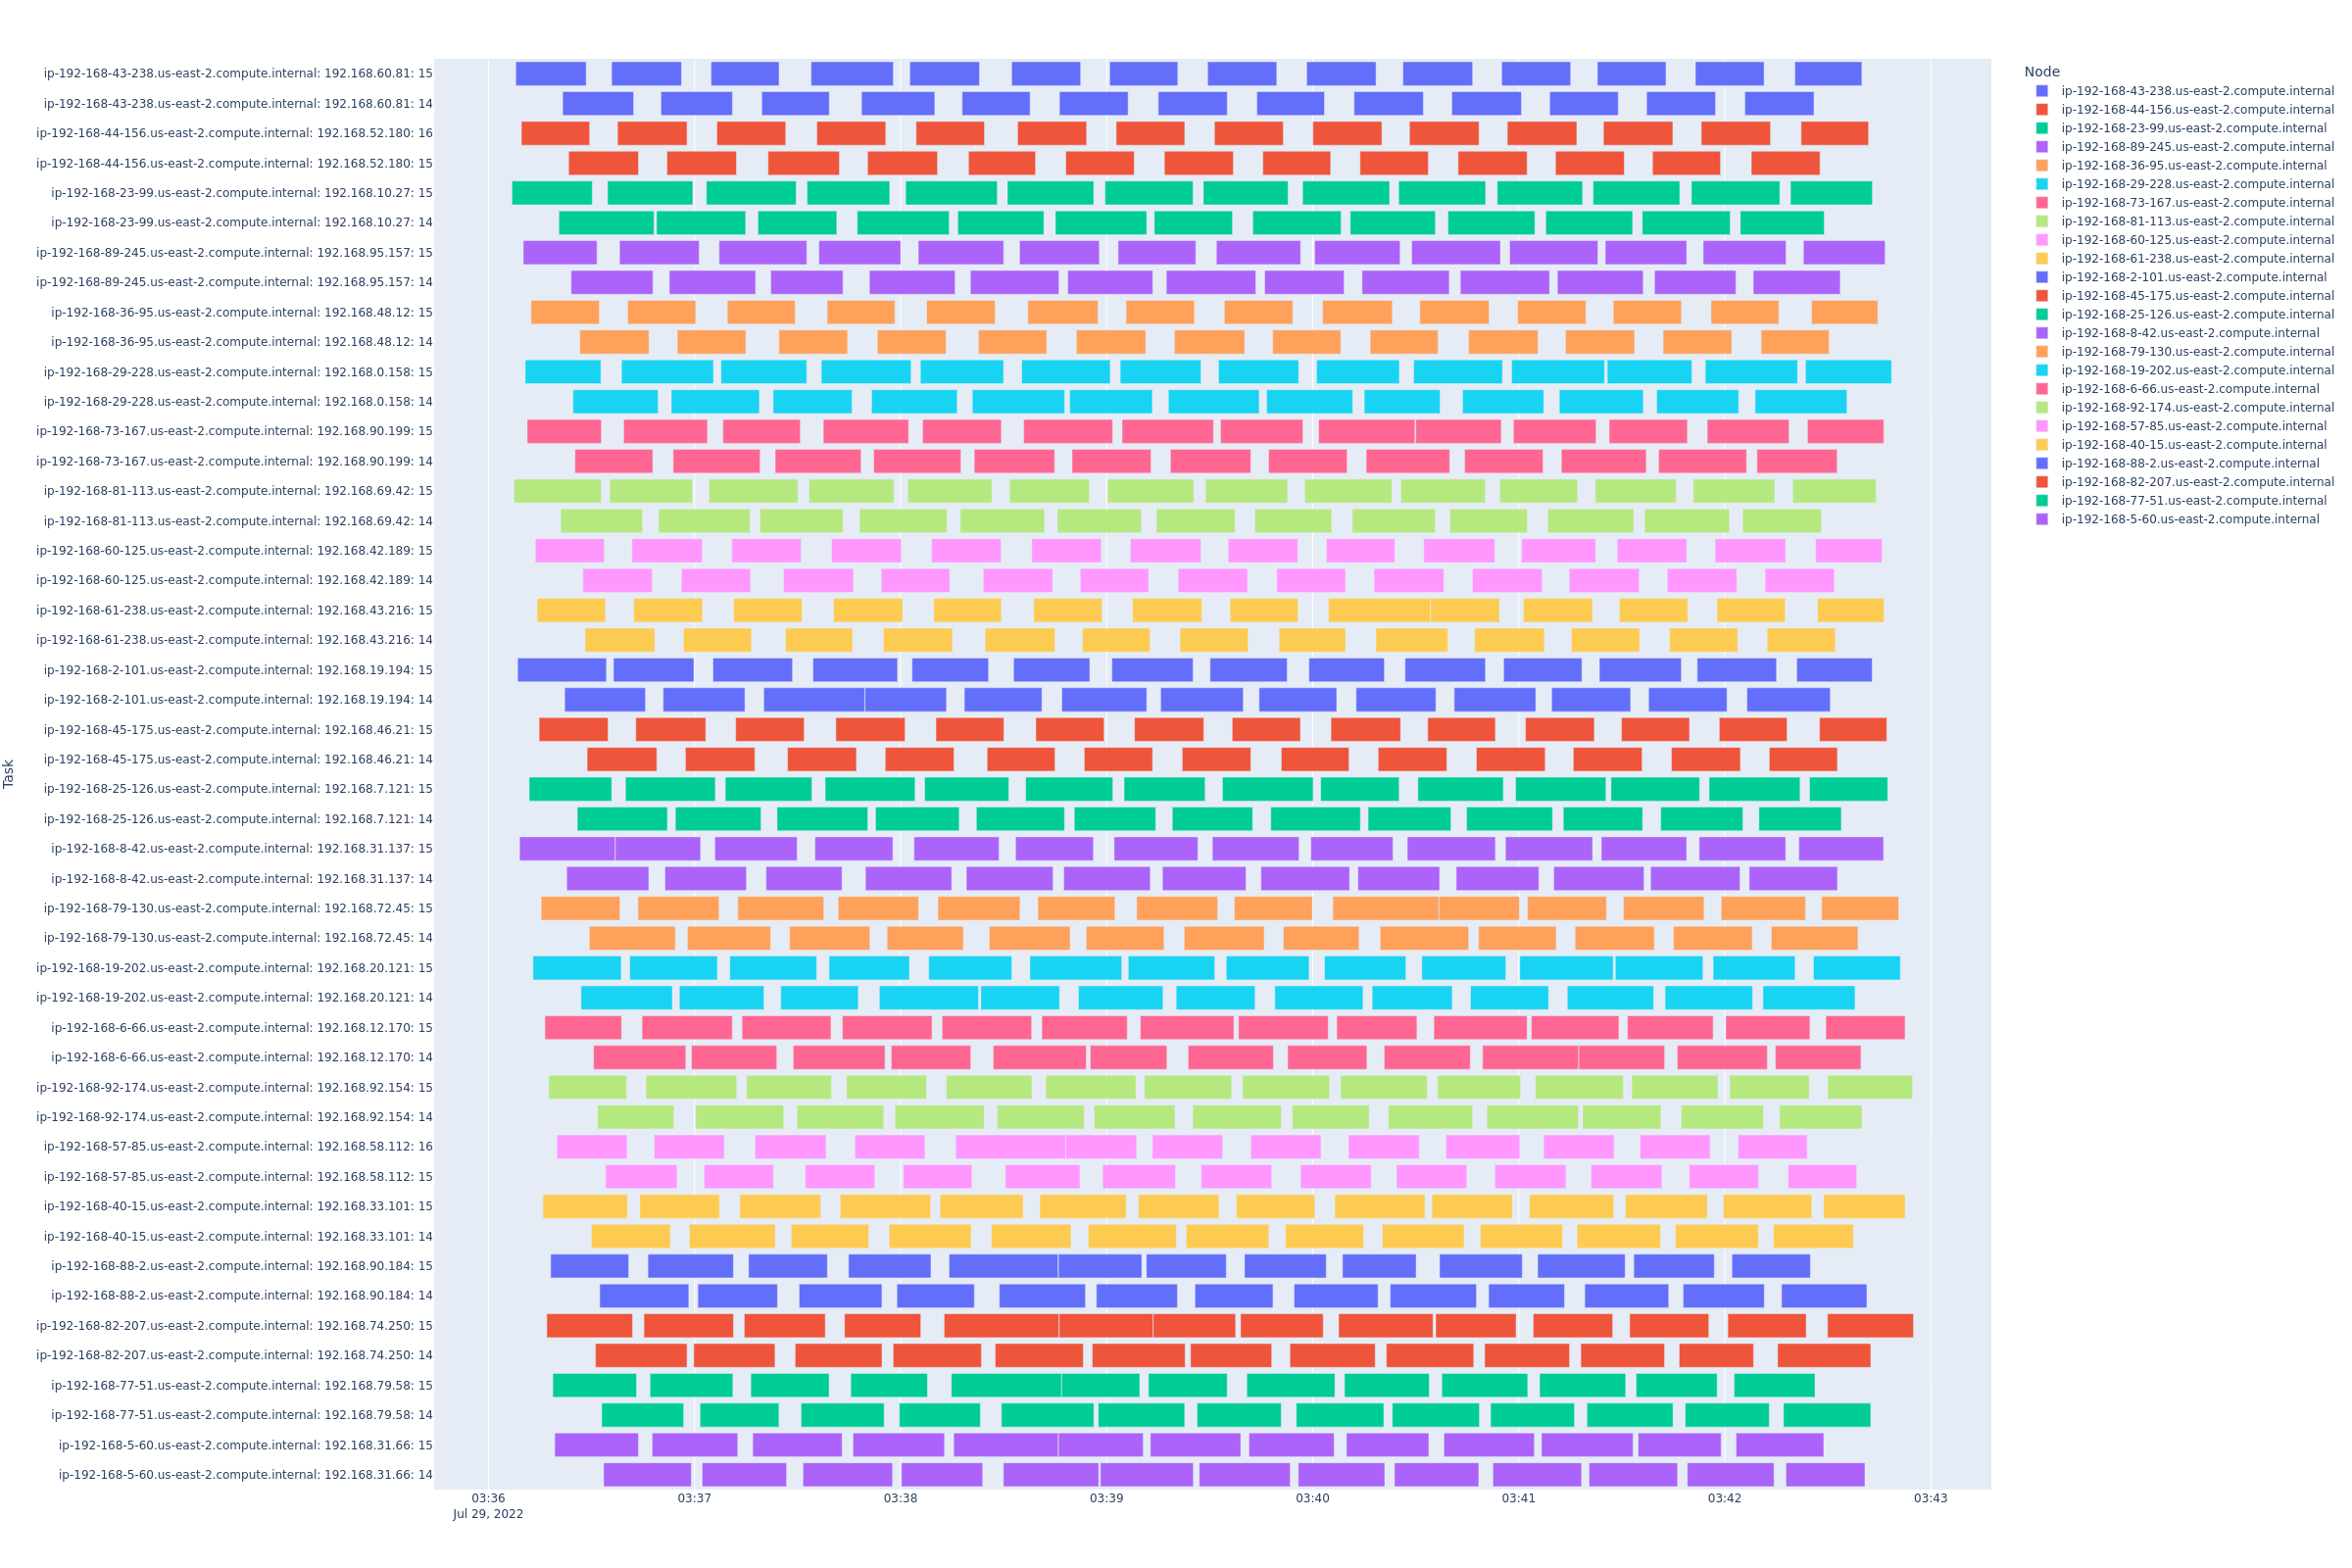 ip-192-168-43-238.us-east-2.compute.internal: 192.168.60.81: 15
ip-192-168-43-238.us-east-2.compute.internal: 192.168.60.81: 14
ip-192-168-44-156.us-east-2.compute.internal: 192.168.52.180: 16
ip-192-168-44-156.us-east-2.compute.internal: 192.168.52.180: 15
ip-192-168-23-99.us-east-2.compute.internal: 192.168.10.27: 15
ip-192-168-23-99.us-east-2.compute.internal: 192.168.10.27: 14
ip-192-168-89-245.us-east-2.compute.internal: 192.168.95.157: 15
ip-192-168-89-245.us-east-2.compute.internal: 192.168.95.157: 14
ip-192-168-36-95.us-east-2.compute.internal: 192.168.48.12: 15
ip-192-168-36-95.us-east-2.compute.internal: 192.168.48.12: 14
ip-192-168-29-228.us-east-2.compute.internal: 192.168.0.158: 15
ip-192-168-29-228.us-east-2.compute.internal: 192.168.0.158: 14
ip-192-168-73-167.us-east-2.compute.internal: 192.168.90.199: 15
ip-192-168-73-167.us-east-2.compute.internal: 192.168.90.199: 14
ip-192-168-81-113.us-east-2.compute.internal: 192.168.69.42: 15
ip-192-168-81-113.us-east-2.compute.internal: 192.168.69.42: 14
ip-192-168-60-125.us-east-2.compute.internal: 192.168.42.189: 15
ip-192-168-60-125.us-east-2.compute.internal: 192.168.42.189: 14
ip-192-168-61-238.us-east-2.compute.internal: 192.168.43.216: 15
ip-192-168-61-238.us-east-2.compute.internal: 192.168.43.216: 14
ip-192-168-2-101.us-east-2.compute.internal: 192.168.19.194: 15
ip-192-168-2-101.us-east-2.compute.internal: 192.168.19.194: 14
ip-192-168-45-175.us-east-2.compute.internal: 192.168.46.21: 15
ip-192-168-45-175.us-east-2.compute.internal: 192.168.46.21: 14
ip-192-168-25-126.us-east-2.compute.internal: 192.168.7.121: 15
ip-192-168-25-126.us-east-2.compute.internal: 192.168.7.121: 14
ip-192-168-8-42.us-east-2.compute.internal: 192.168.31.137: 15
ip-192-168-8-42.us-east-2.compute.internal: 192.168.31.137: 14
ip-192-168-79-130.us-east-2.compute.internal: 192.168.72.45: 15
ip-192-168-79-130.us-east-2.compute.internal: 192.168.72.45: 14
ip-192-168-19-202.us-east-2.compute.internal: 192.168.20.121: 15
ip-192-168-19-202.us-east-2.compute.internal: 192.168.20.121: 14
ip-192-168-6-66.us-east-2.compute.internal: 192.168.12.170: 15
ip-192-168-6-66.us-east-2.compute.internal: 192.168.12.170: 14
ip-192-168-92-174.us-east-2.compute.internal: 192.168.92.154: 15
ip-192-168-92-174.us-east-2.compute.internal: 192.168.92.154: 14
ip-192-168-57-85.us-east-2.compute.internal: 192.168.58.112: 16
ip-192-168-57-85.us-east-2.compute.internal: 192.168.58.112: 15
ip-192-168-40-15.us-east-2.compute.internal: 192.168.33.101: 15
ip-192-168-40-15.us-east-2.compute.internal: 192.168.33.101: 14
ip-192-168-88-2.us-east-2.compute.internal: 192.168.90.184: 15
ip-192-168-88-2.us-east-2.compute.internal: 192.168.90.184: 14
ip-192-168-82-207.us-east-2.compute.internal: 192.168.74.250: 15
ip-192-168-82-207.us-east-2.compute.internal: 192.168.74.250: 14
ip-192-168-77-51.us-east-2.compute.internal: 192.168.79.58: 15
ip-192-168-77-51.us-east-2.compute.internal: 192.168.79.58: 14
ip-192-168-5-60.us-east-2.compute.internal: 192.168.31.66: 15
ip-192-168-5-60.us-east-2.compute.internal: 192.168.31.66: 14
Task
03:36 03:37 03:38 03:39 03:40 03:41 03:42 03:43
Jul 29, 2022
Node
ip-192-168-43-238.us-east-2.compute.internal
ip-192-168-44-156.us-east-2.compute.internal
ip-192-168-23-99.us-east-2.compute.internal
ip-192-168-89-245.us-east-2.compute.internal
ip-192-168-36-95.us-east-2.compute.internal
ip-192-168-29-228.us-east-2.compute.internal
ip-192-168-73-167.us-east-2.compute.internal
ip-192-168-81-113.us-east-2.compute.internal
ip-192-168-60-125.us-east-2.compute.internal
ip-192-168-61-238.us-east-2.compute.internal
ip-192-168-2-101.us-east-2.compute.internal
ip-192-168-45-175.us-east-2.compute.internal
ip-192-168-25-126.us-east-2.compute.internal
ip-192-168-8-42.us-east-2.compute.internal
ip-192-168-79-130.us-east-2.compute.internal
ip-192-168-19-202.us-east-2.compute.internal
ip-192-168-6-66.us-east-2.compute.internal
ip-192-168-92-174.us-east-2.compute.internal
ip-192-168-57-85.us-east-2.compute.internal
ip-192-168-40-15.us-east-2.compute.internal
ip-192-168-88-2.us-east-2.compute.internal
ip-192-168-82-207.us-east-2.compute.internal
ip-192-168-77-51.us-east-2.compute.internal
ip-192-168-5-60.us-east-2.compute.internal